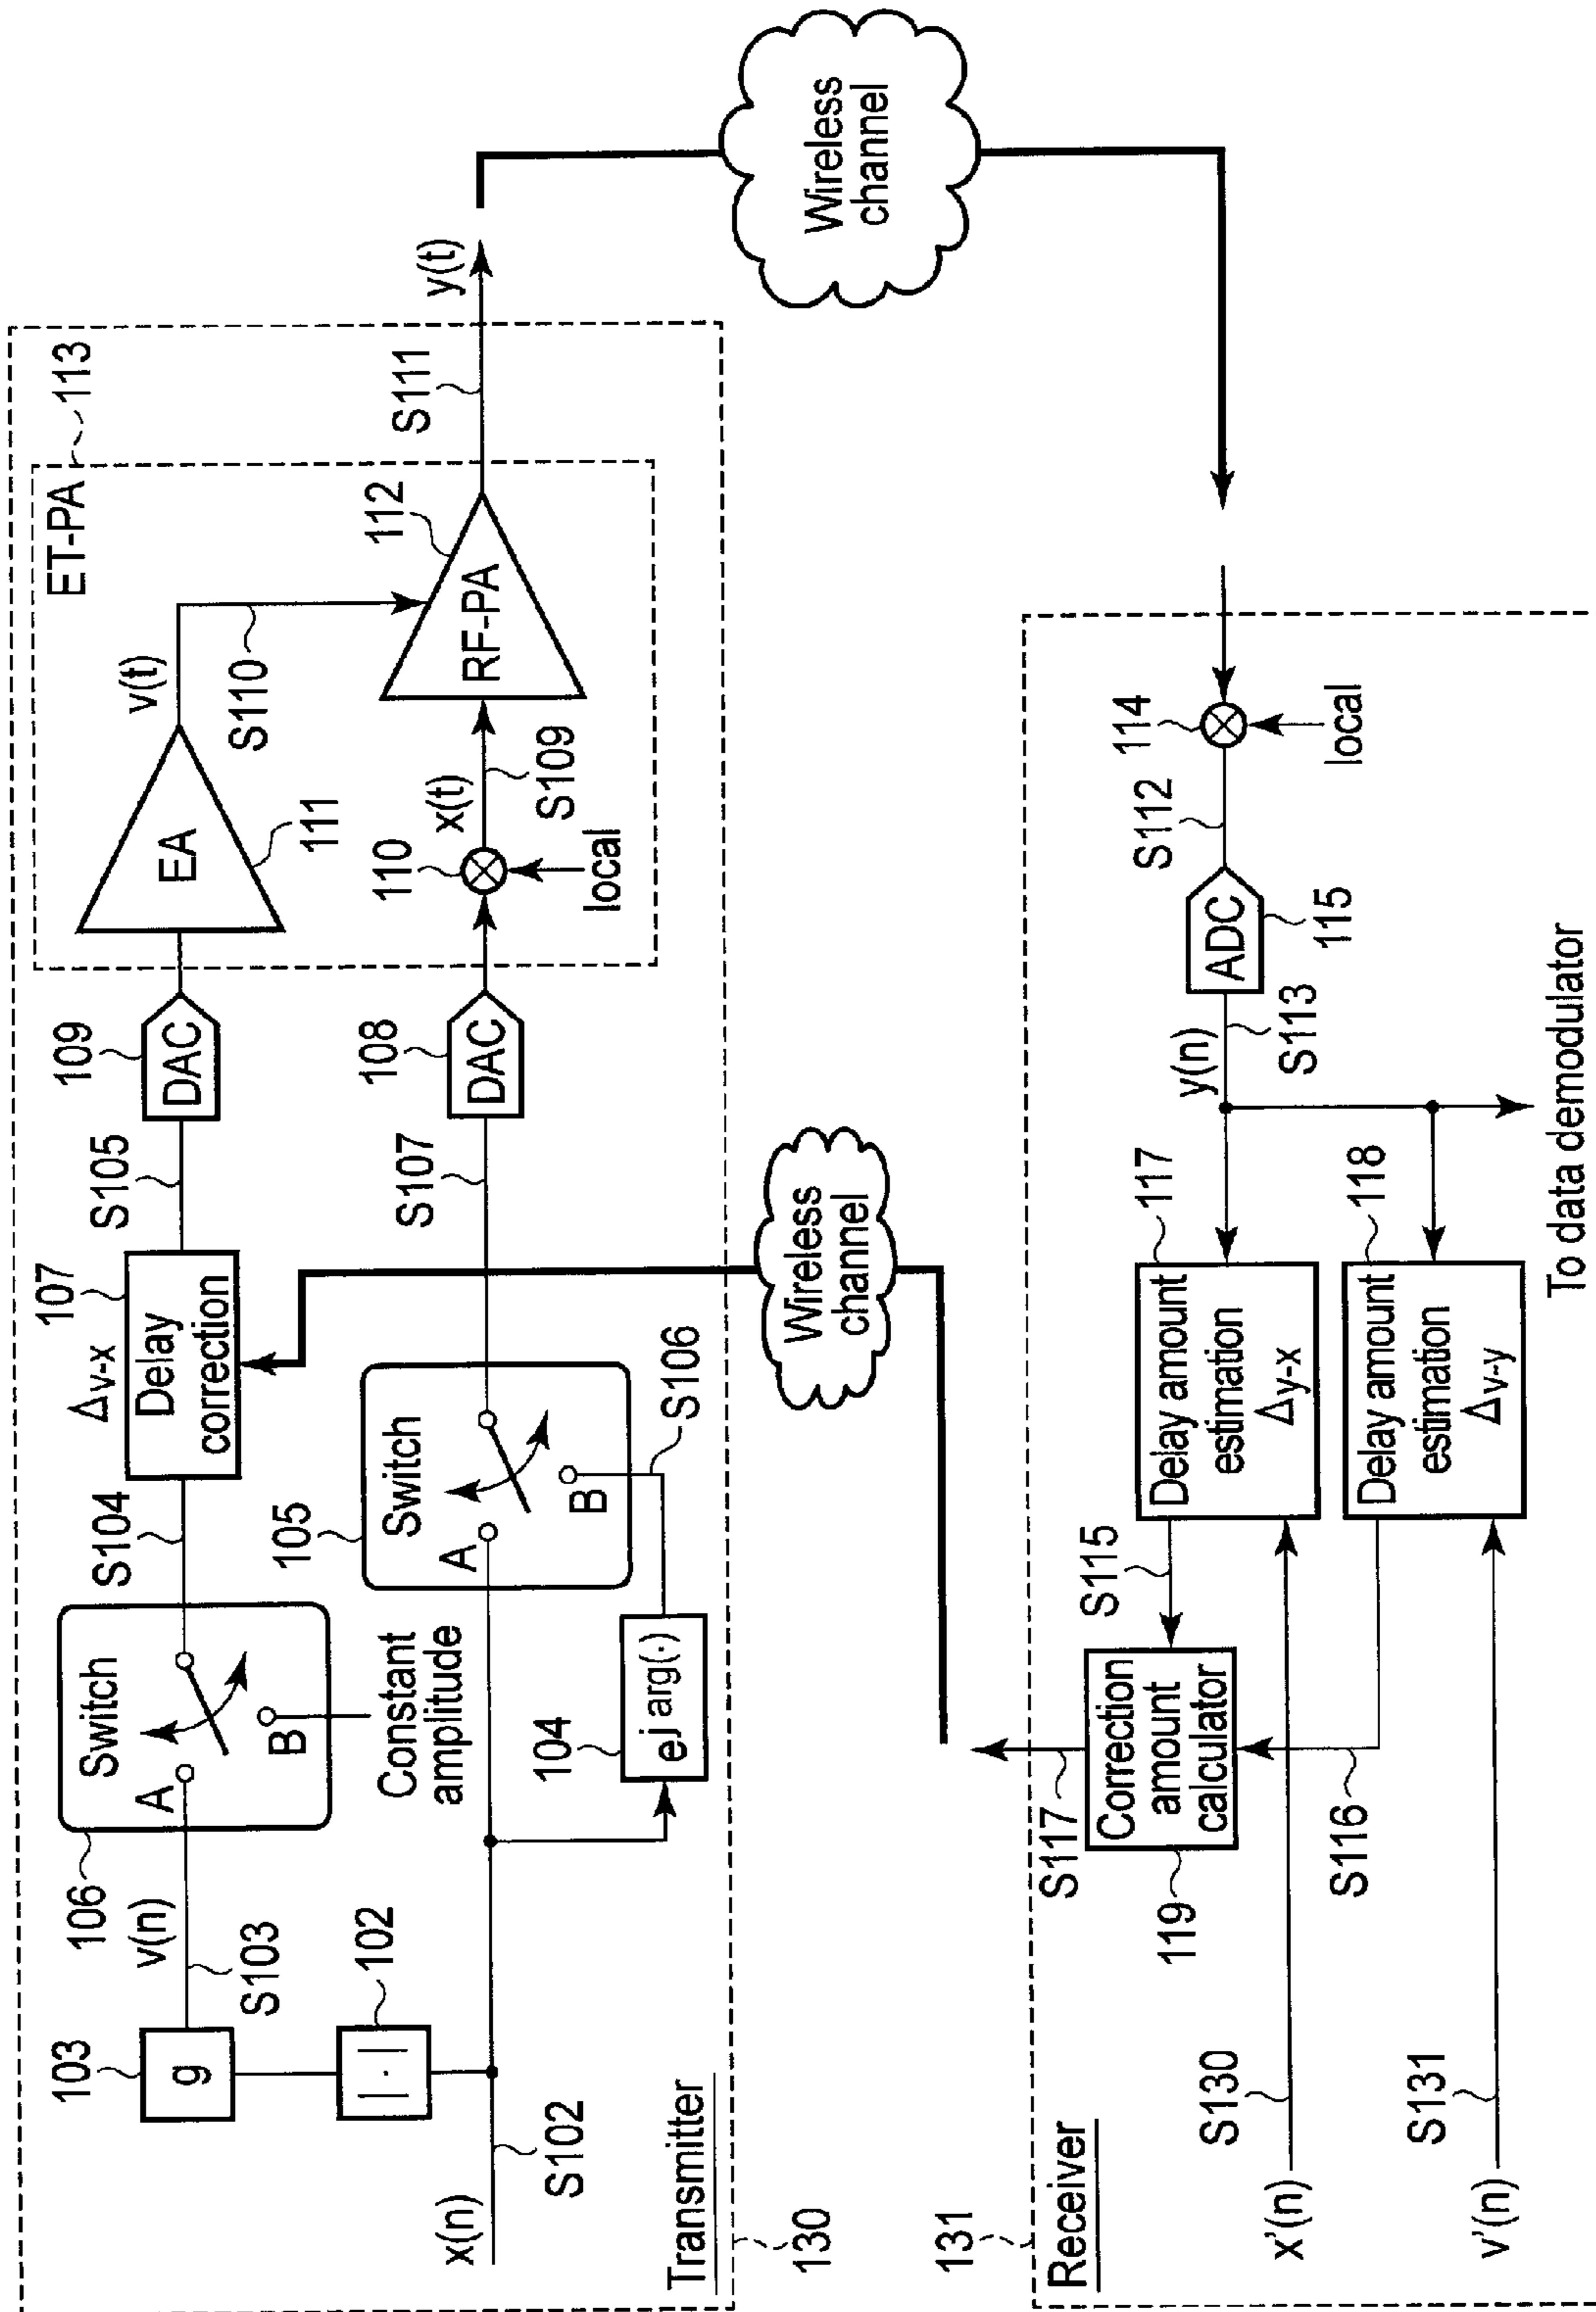 ET-PA
113
EA
111
v(t)
S110
RF-PA
112
110
x(t)
S109
local
S111
y(t)
Wireless
channel
109
DAC
S105
108
DAC
S107
107
Δv-x
Delay
correction
S104
106
Switch
A
B
Constant
amplitude
105
Switch
A
B
S106
104
ej arg(·)
103
g
v(n)
S103
102
|·|
x(n)
S102
Transmitter
130
Wireless
channel
131
Receiver
114
local
S112
ADC
115
y(n)
S113
To data demodulator
117
Delay amount
estimation
Δy-x
118
Delay amount
estimation
Δv-y
S115
S116
Correction
amount
calculator
119
S117
S130
x'(n)
S131
v'(n)